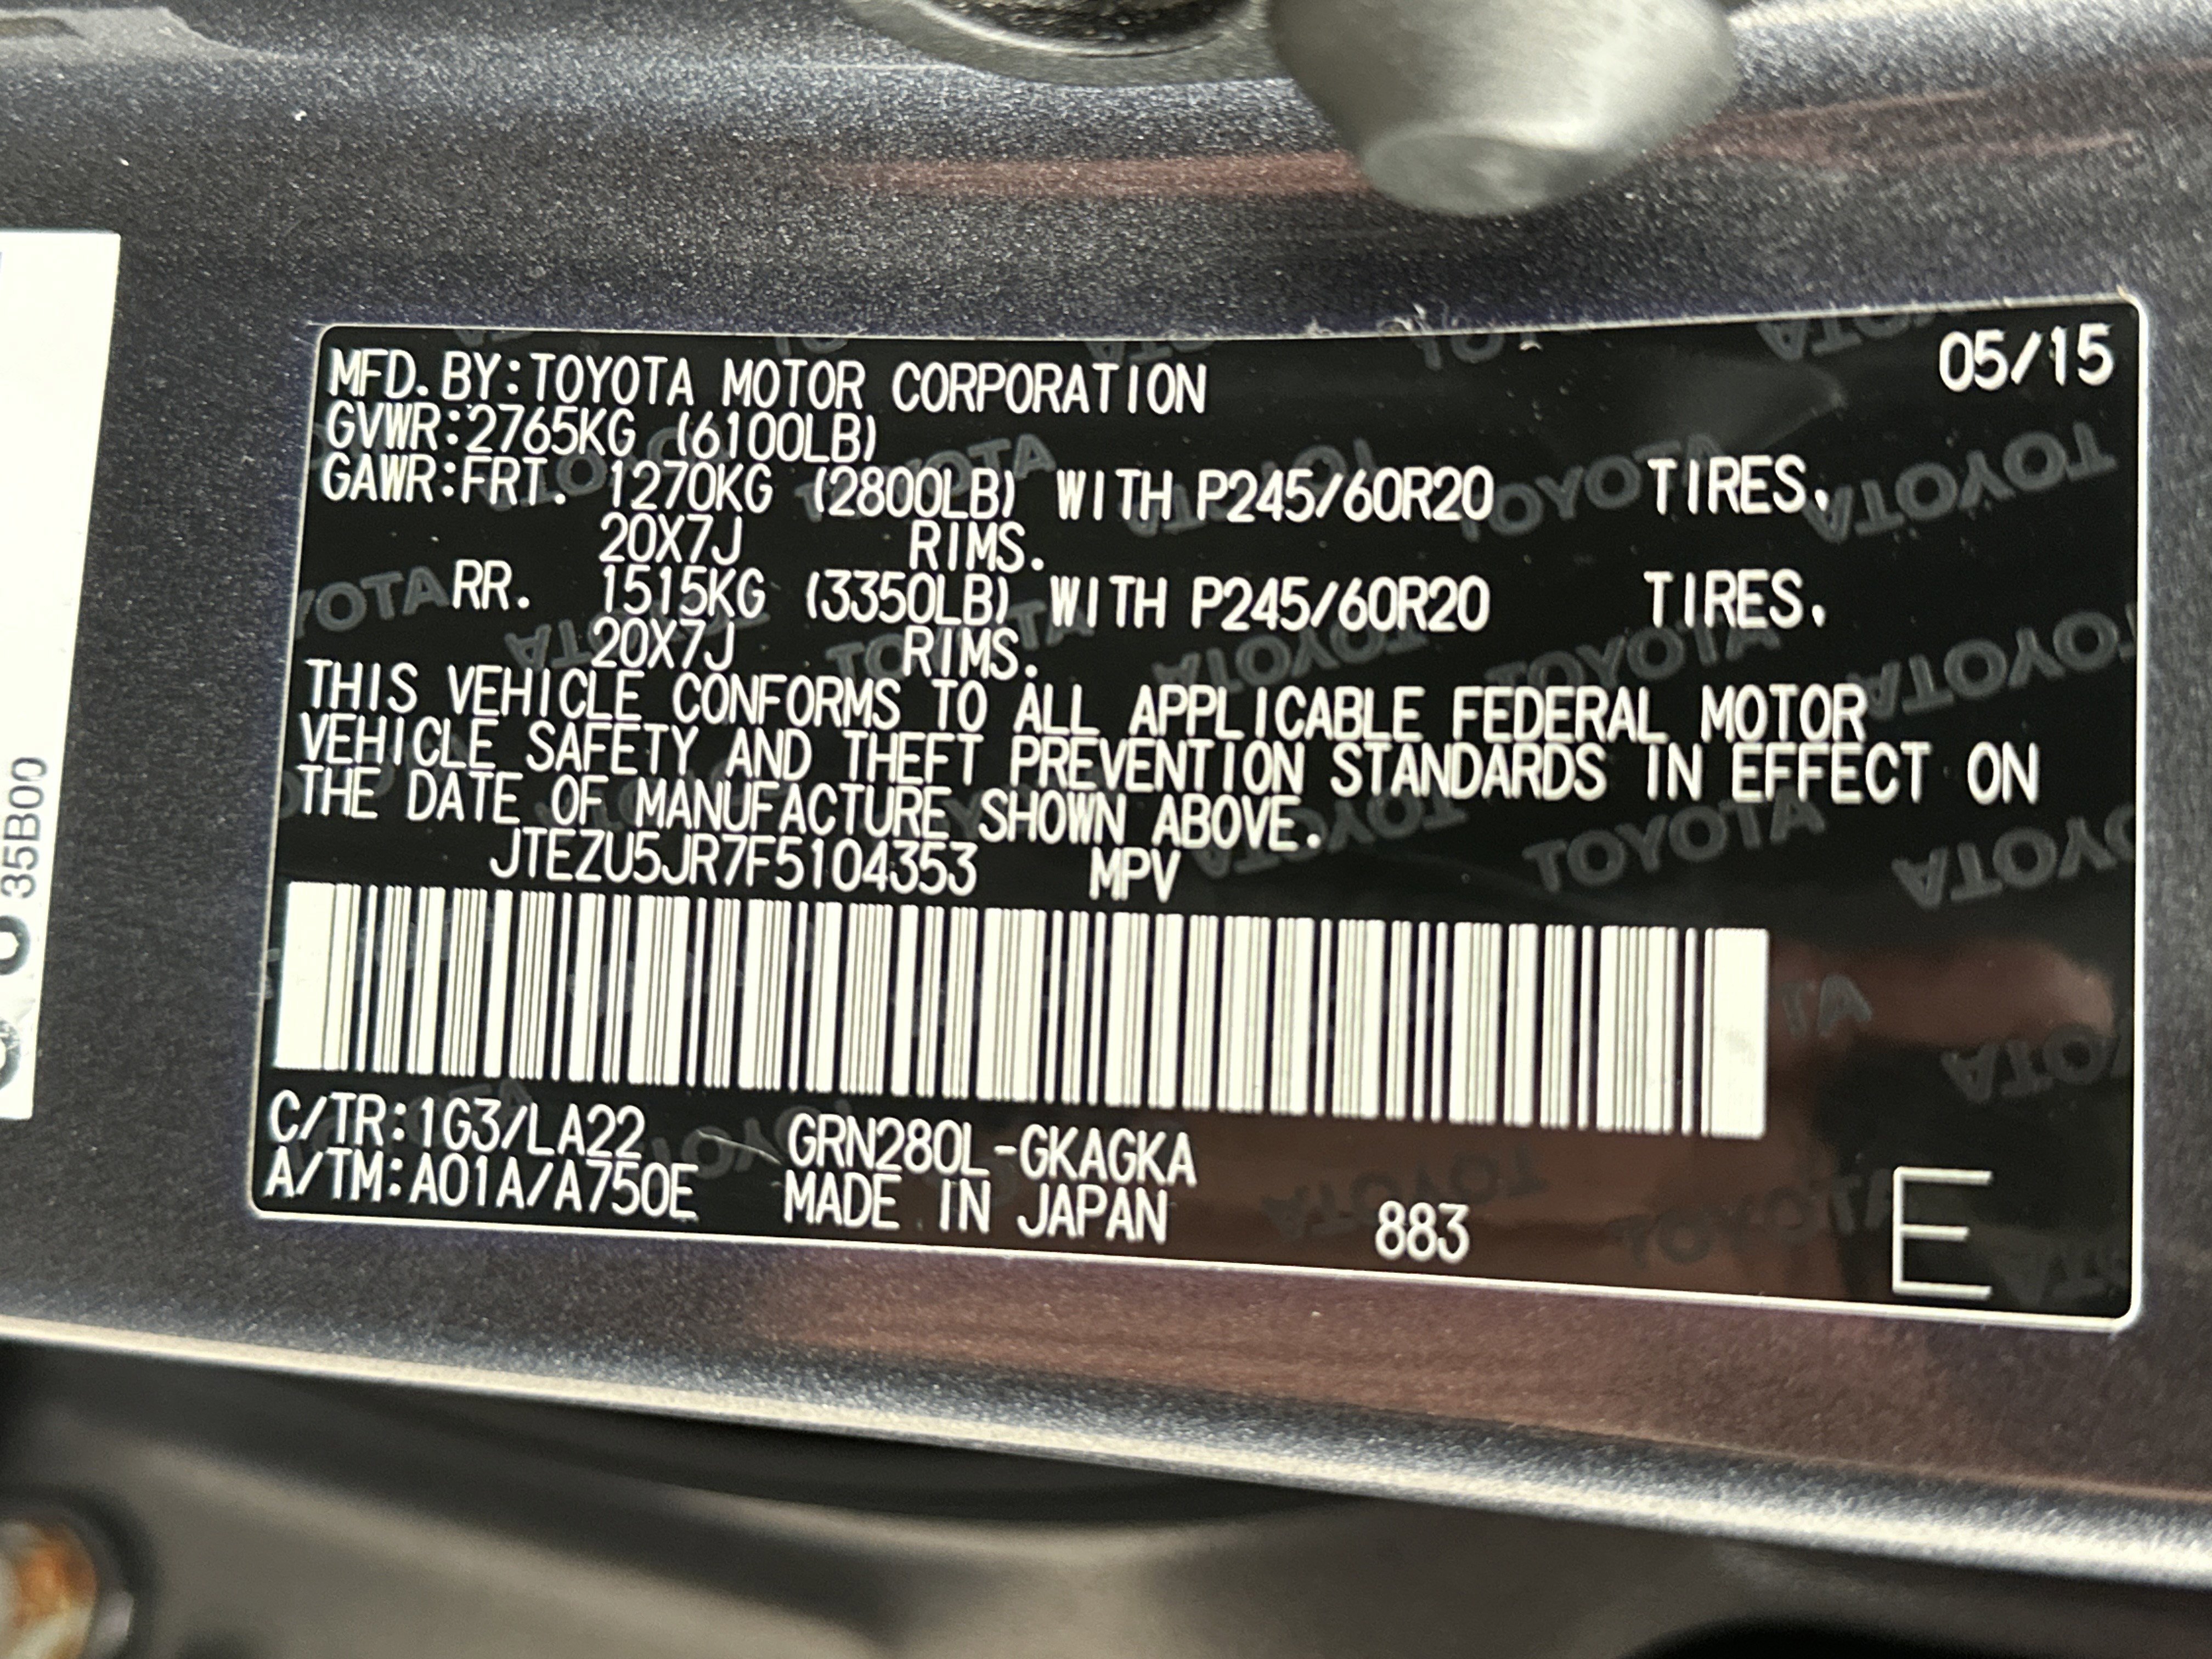 05/15
MFD.BY:TOYOTA MOTOR CORPORATION
GVWR:2765KG (6100LB)
GAWR:FRT. 1270KG (2800LB) WITH P245/60R20 TIRES,
20X7J RIMS.
RR. 1515KG (3350LB) WITH P245/60R20 TIRES,
20X7J RIMS.
THIS VEHICLE CONFORMS TO ALL APPLICABLE FEDERAL MOTOR
VEHICLE SAFETY AND THEFT PREVENTION STANDARDS IN EFFECT ON
THE DATE OF MANUFACTURE SHOWN ABOVE.
JTEZU5JR7F5104353 MPV
C/TR:1G3/LA22 GRN280L-GKAGKA
A/TM:A01A/A750E MADE IN JAPAN 883 E
35B00